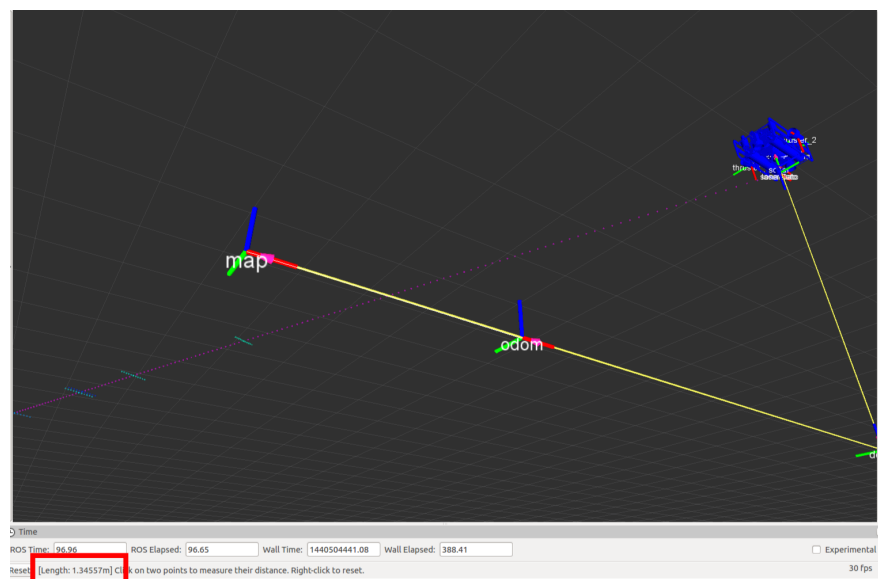 thruster_2
map
odom
Time
ROS Time: 96.96 ROS Elapsed: 96.65 Wall Time: 1440504441.08 Wall Elapsed: 388.41 Experimental
Reset [Length: 1.34557m] Click on two points to measure their distance. Right-click to reset. 30 fps